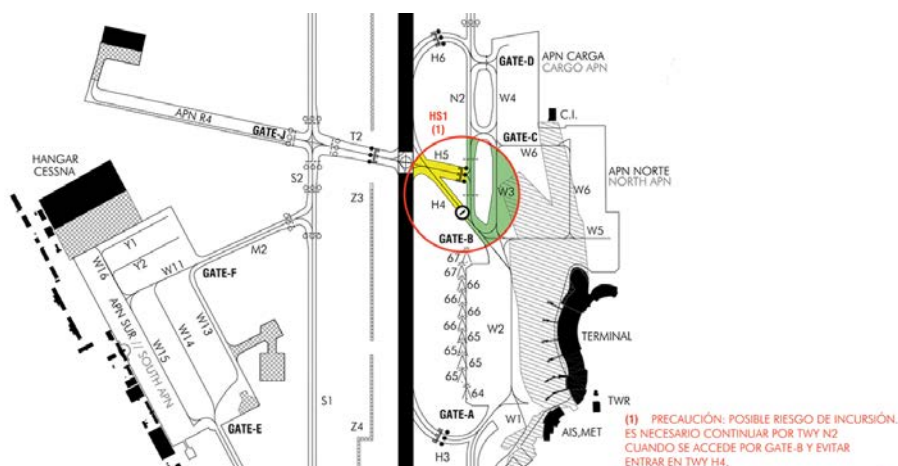 H6
GATE-D
APN CARGA
CARGO APN
N2
W4
HS1
(1)
C.I.
APN R4
GATE-J
T2
GATE-C
H5
W6
HANGAR
CESSNA
APN NORTE
NORTH APN
S2
Z3
W3
W6
H4
Y1
M2
GATE-B
W5
W16
Y2
W11
GATE-F
67
67
66
66
66
66
65
65
65
65
64
W13
W14
W15
APN SUR // SOUTH APN
W2
TERMINAL
S1
GATE-A
TWR
Z4
W1
AIS,MET
GATE-E
H3
(1) PRECAUCIÓN: POSIBLE RIESGO DE INCURSIÓN.
ES NECESARIO CONTINUAR POR TWY N2
CUANDO SE ACCEDE POR GATE-B Y EVITAR
ENTRAR EN TWY H4.